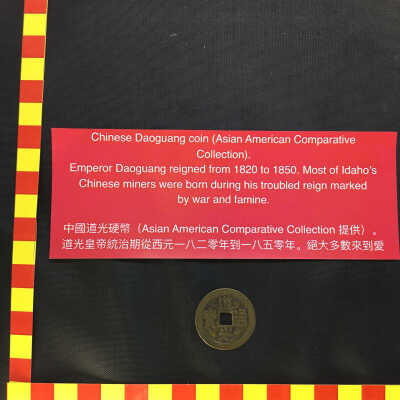 Chinese Daoguang coin (Asian American Comparative
Collection).
Emperor Daoguang reigned from 1820 to 1850. Most of Idaho's
Chinese miners were born during his troubled reign marked
by war and famine.
中國道光硬幣（Asian American Comparative Collection 提供）。
道光皇帝統治期從西元一八二零年到一八五零年。絕大多數來到愛